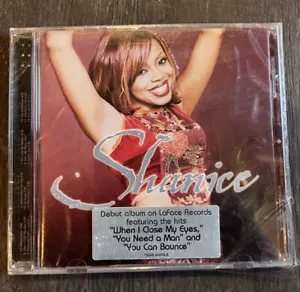 Shanice
Debut album on LaFace Records
featuring the hits
"When I Close My Eyes,"
"You Need a Man" and
"You Can Bounce"